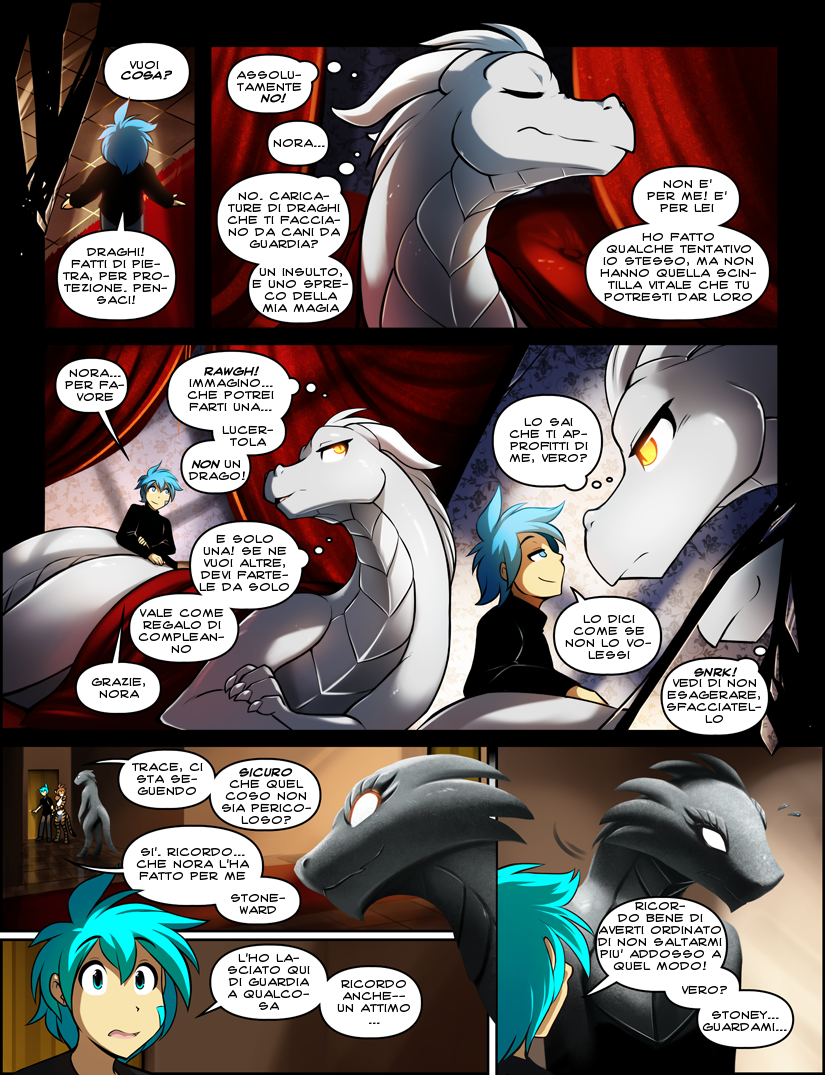 VUOI
COSA?
DRAGHI!
FATTI DI PIE-
TRA, PER PRO-
TEZIONE. PEN-
SACI!
ASSOLU-
TAMENTE
NO!
NORA...
NO. CARICA-
TURE DI DRAGHI
CHE TI FACCIA-
NO DA CANI DA
GUARDIA?
UN INSULTO,
E UNO SPRE-
CO DELLA
MIA MAGIA
NON E'
PER ME! E'
PER LEI
HO FATTO
QUALCHE TENTATIVO
IO STESSO, MA NON
HANNO QUELLA SCIN-
TILLA VITALE CHE TU
POTRESTI DAR LORO
NORA...
PER FA-
VORE
RAWGH!
IMMAGINO...
CHE POTREI
FARTI UNA...
LUCER-
TOLA
NON UN
DRAGO!
E SOLO
UNA! SE NE
VUOI ALTRE,
DEVI FARTE-
LE DA SOLO
VALE COME
REGALO DI
COMPLEAN-
NO
GRAZIE,
NORA
LO SAI
CHE TI AP-
PROFITTI DI
ME, VERO?
LO DICI
COME SE
NON LO VO-
LESSI
SNRK!
VEDI DI NON
ESAGERARE,
SFACCIATEL-
LO
TRACE, CI
STA SE-
GUENDO
SICURO
CHE QUEL
COSO NON
SIA PERICO-
LOSO?
SI'. RICORDO...
CHE NORA L'HA
FATTO PER ME
STONE-
WARD
L'HO LA-
SCIATO QUI
DI GUARDIA
A QUALCO-
SA
RICORDO
ANCHE--
UN ATTIMO
...
RICOR-
DO BENE DI
AVERTI ORDINATO
DI NON SALTARMI
PIU' ADDOSSO A
QUEL MODO!
VERO?
STONEY...
GUARDAMI...